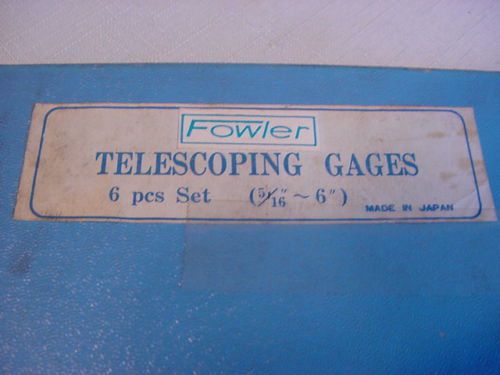 Fowler
TELESCOPING GAGES
6 pcs Set (5/16" ~ 6")
MADE IN JAPAN